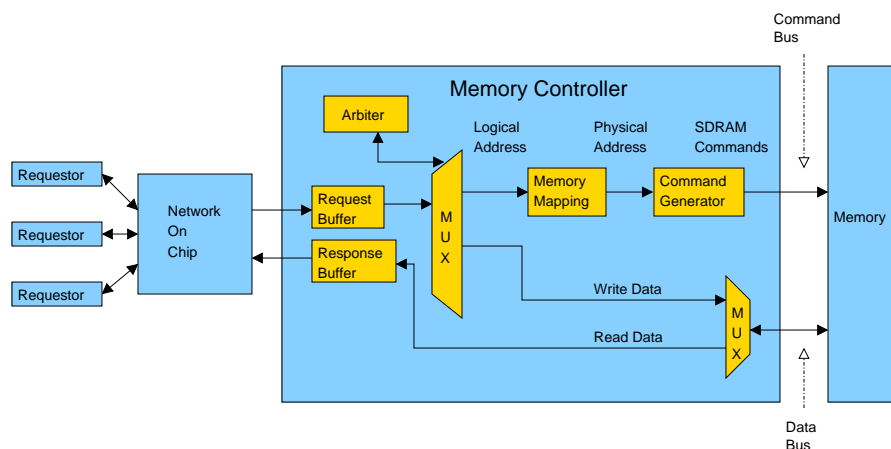 Command
Bus
Memory Controller
Arbiter
Logical
Address
Physical
Address
SDRAM
Commands
Requestor
Requestor
Requestor
Network
On
Chip
Request
Buffer
Response
Buffer
M
U
X
Memory
Mapping
Command
Generator
Memory
Write Data
Read Data
M
U
X
Data
Bus